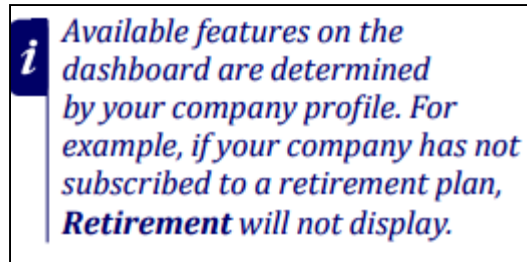 i
Available features on the
dashboard are determined
by your company profile. For
example, if your company has not
subscribed to a retirement plan,
Retirement will not display.